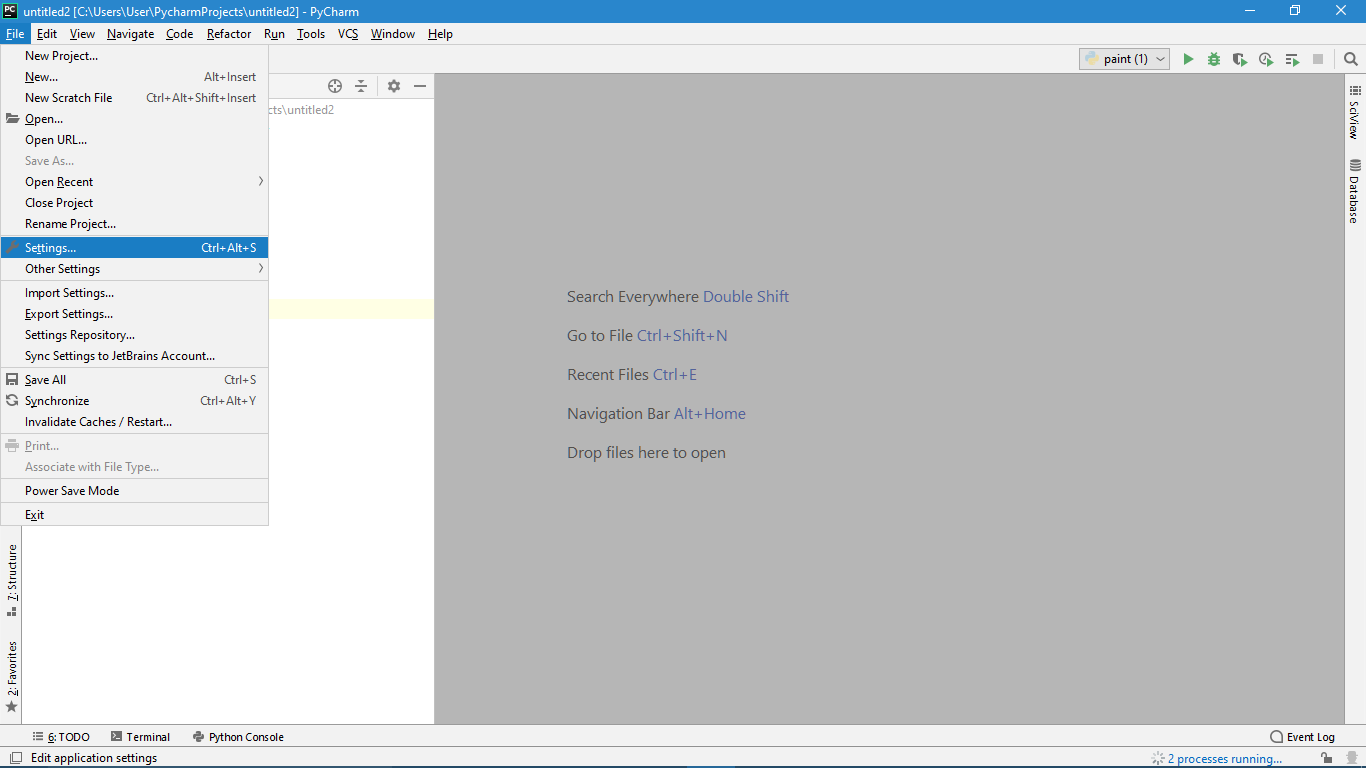 untitled2 [C:\Users\User\PycharmProjects\untitled2] - PyCharm
File Edit View Navigate Code Refactor Run Tools VCS Window Help
paint (1)
New Project...
New... Alt+Insert
New Scratch File Ctrl+Alt+Shift+Insert
Open...
Open URL...
Save As...
Open Recent
Close Project
Rename Project...
Settings... Ctrl+Alt+S
Other Settings
Import Settings...
Export Settings...
Settings Repository...
Sync Settings to JetBrains Account...
Save All Ctrl+S
Synchronize Ctrl+Alt+Y
Invalidate Caches / Restart...
Print...
Associate with File Type...
Power Save Mode
Exit
cts\untitled2
Search Everywhere Double Shift
Go to File Ctrl+Shift+N
Recent Files Ctrl+E
Navigation Bar Alt+Home
Drop files here to open
SciView
Database
7: Structure
2: Favorites
6: TODO Terminal Python Console Event Log
Edit application settings 2 processes running...